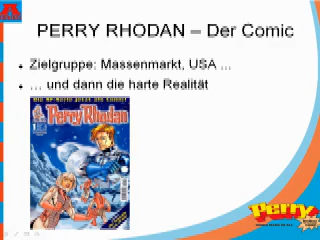 PERRY RHODAN – Der Comic
Zielgruppe: Massenmarkt, USA ...
... und dann die harte Realität
Perry Rhodan
Perry